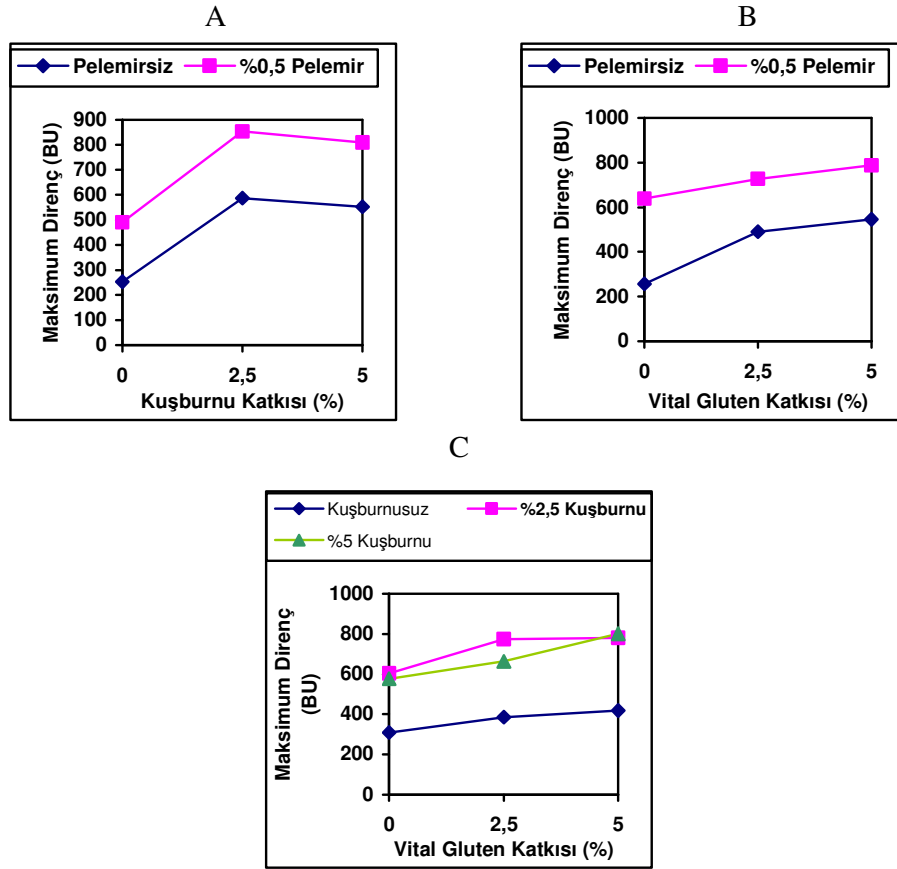 A
Pelemirsiz %0,5 Pelemir
Maksimum Direnç (BU)
900
800
700
600
500
400
300
200
100
0
0 2,5 5
Kuşburnu Katkısı (%)
B
Pelemirsiz %0,5 Pelemir
Maksimum Direnç (BU)
1000
800
600
400
200
0
0 2,5 5
Vital Gluten Katkısı (%)
C
Kuşburnusuz %2,5 Kuşburnu
%5 Kuşburnu
Maksimum Direnç
(BU)
1000
800
600
400
200
0
0 2,5 5
Vital Gluten Katkısı (%)